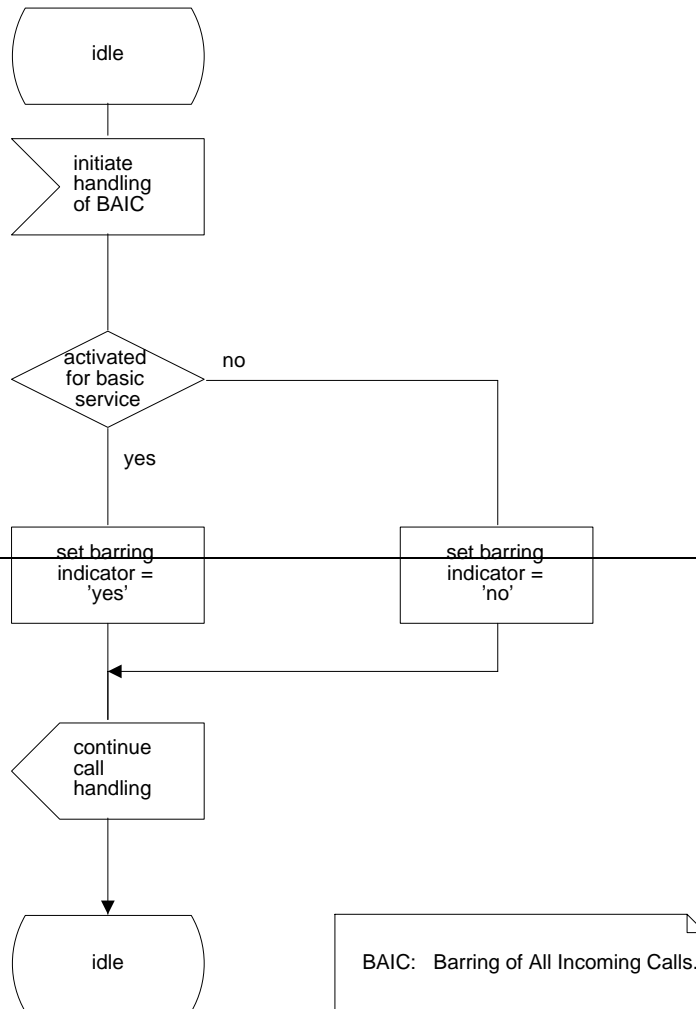 idle
initiate
handling
of BAIC
activated
for basic
service
no
yes
set barring
indicator =
'yes'
set barring
indicator =
'no'
continue
call
handling
idle
BAIC: Barring of All Incoming Calls.